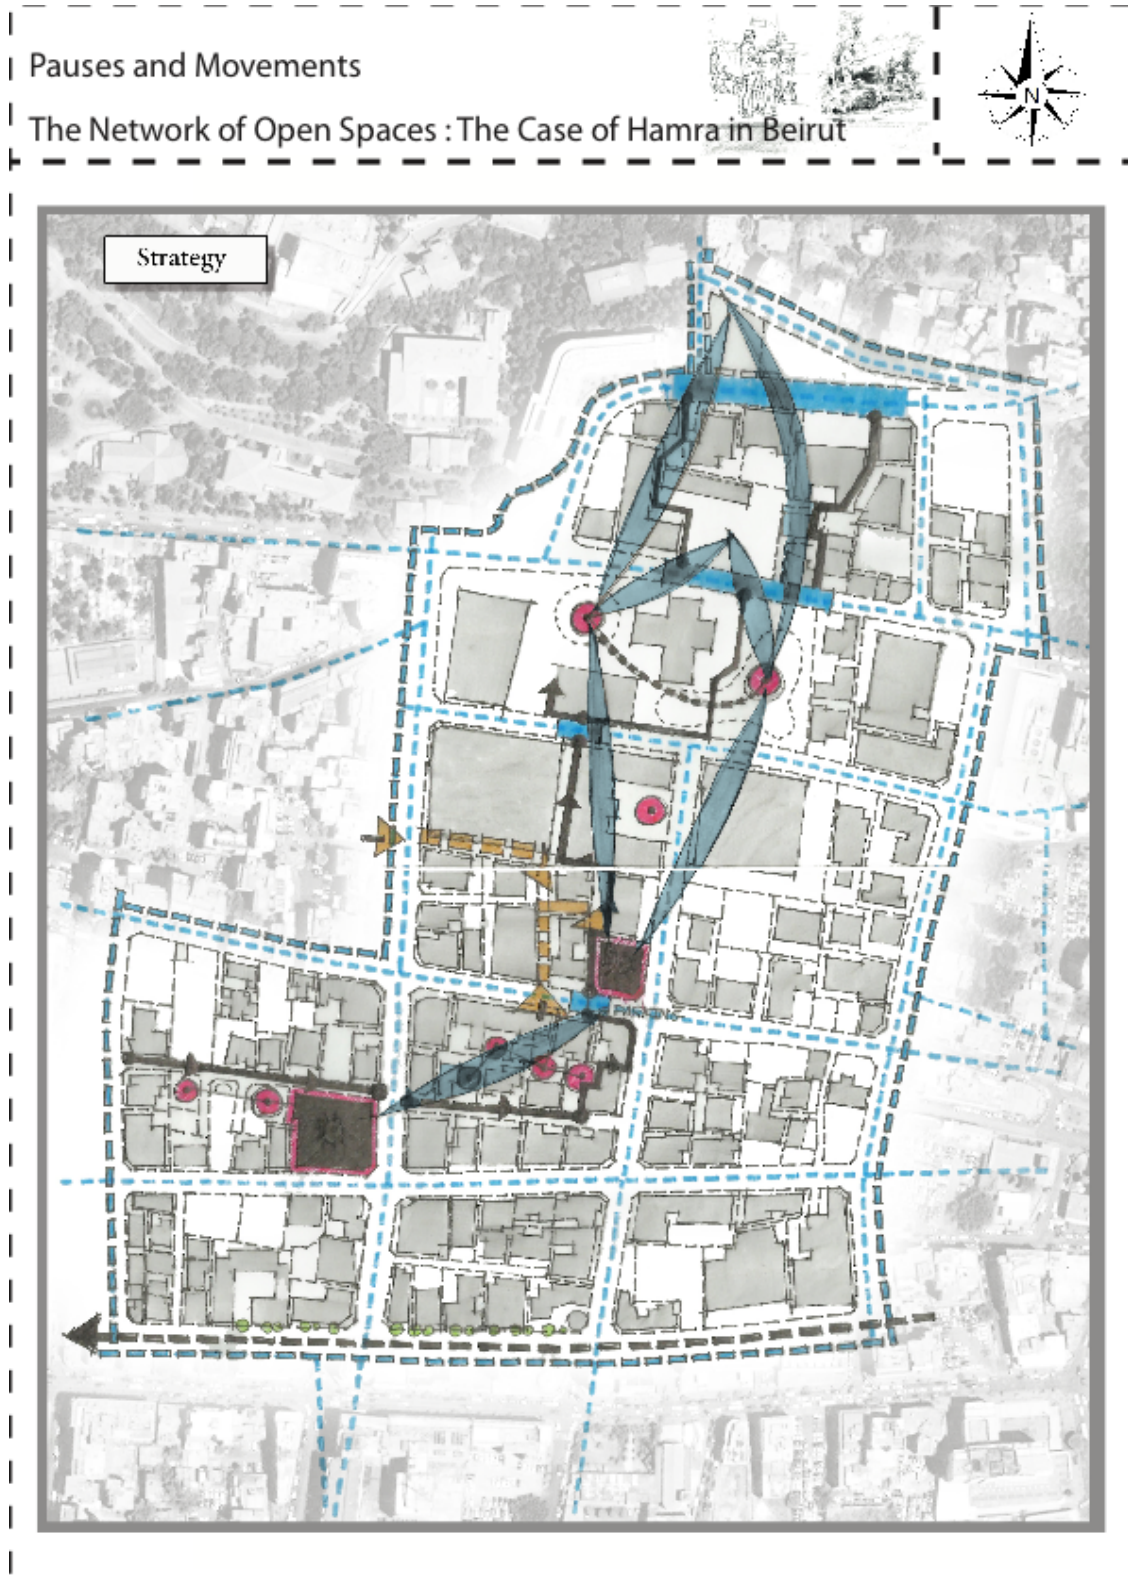 Pauses and Movements
The Network of Open Spaces : The Case of Hamra in Beirut
N
Strategy
PARKING